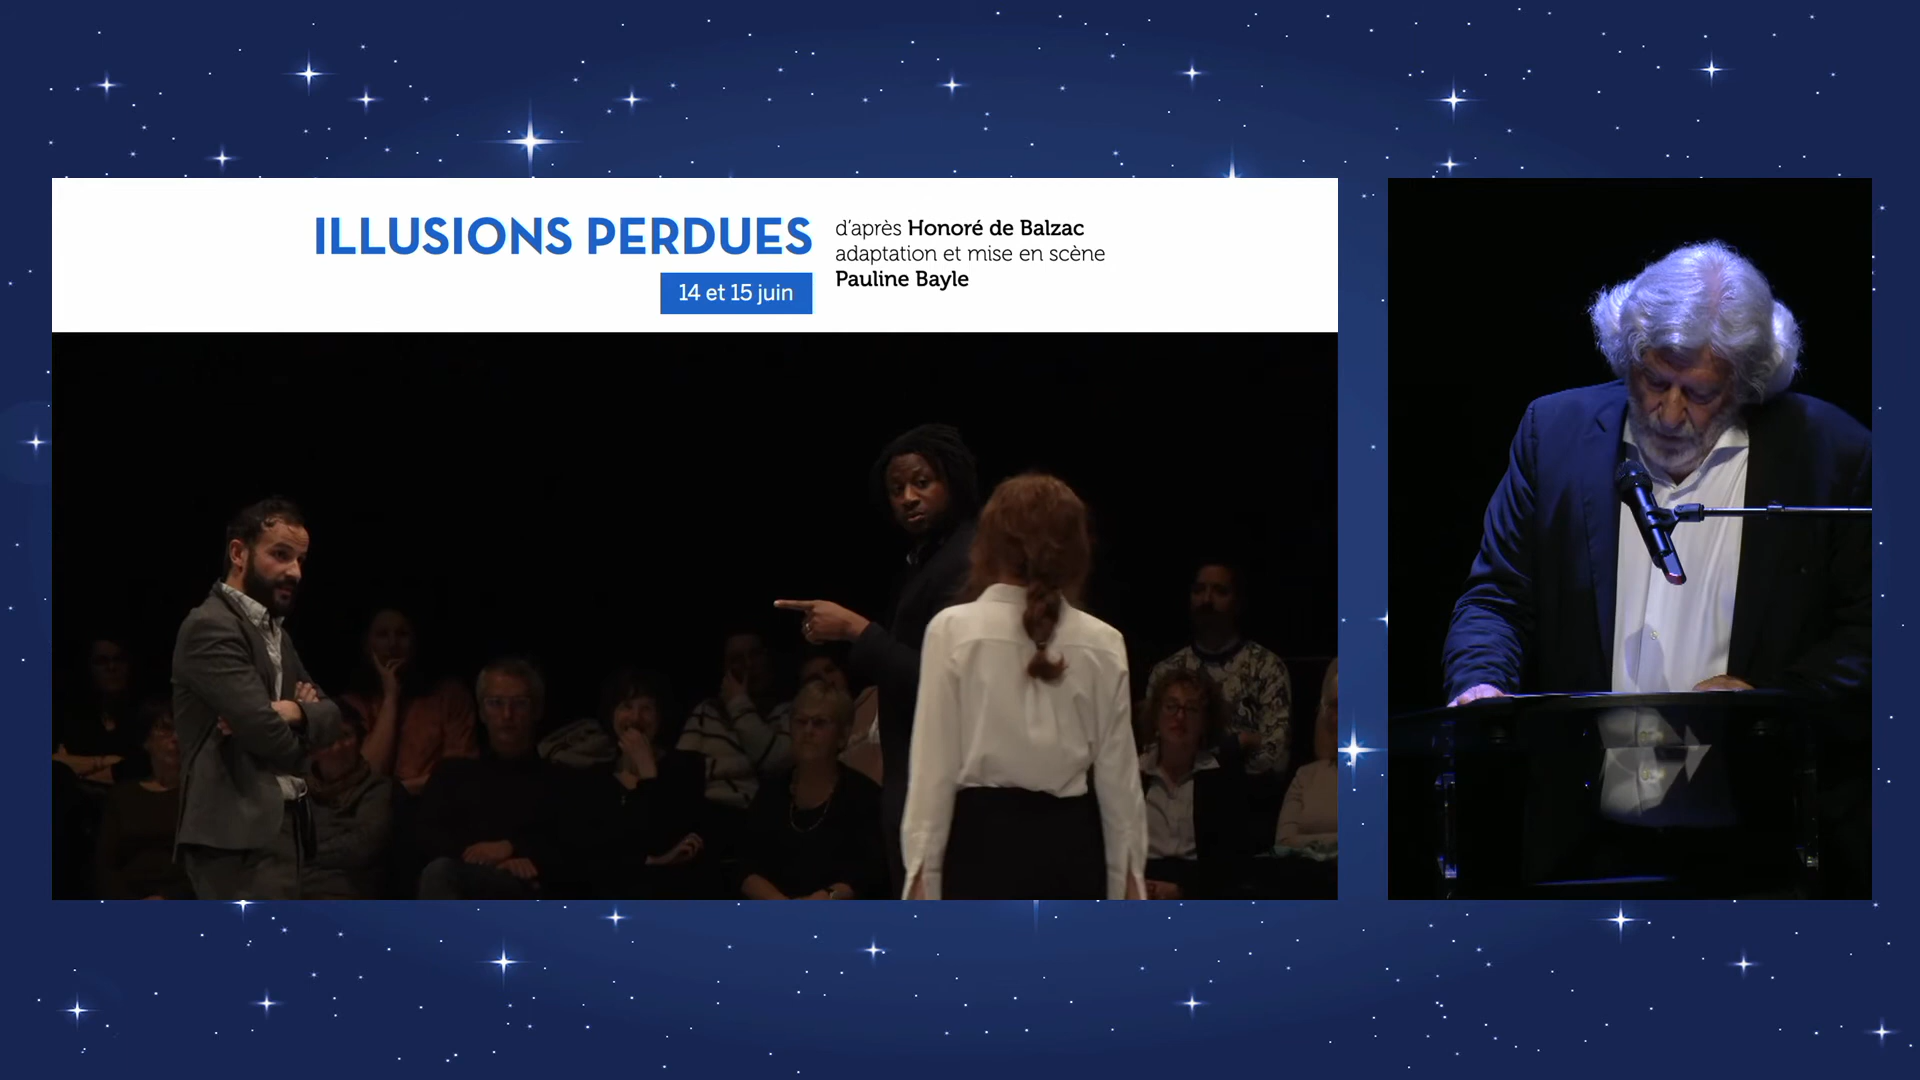 ILLUSIONS PERDUES
14 et 15 juin
d'après Honoré de Balzac
adaptation et mise en scène
Pauline Bayle